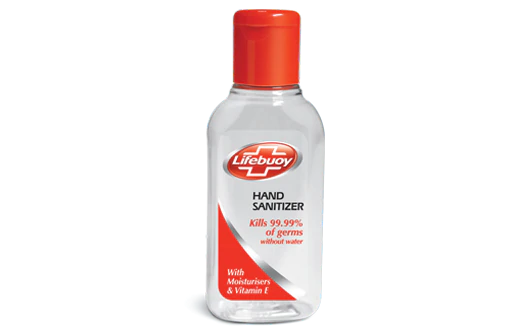 Lifebuoy
HAND
SANITIZER
Kills 99.99%
of germs
without water
With
Moisturisers
& Vitamin E